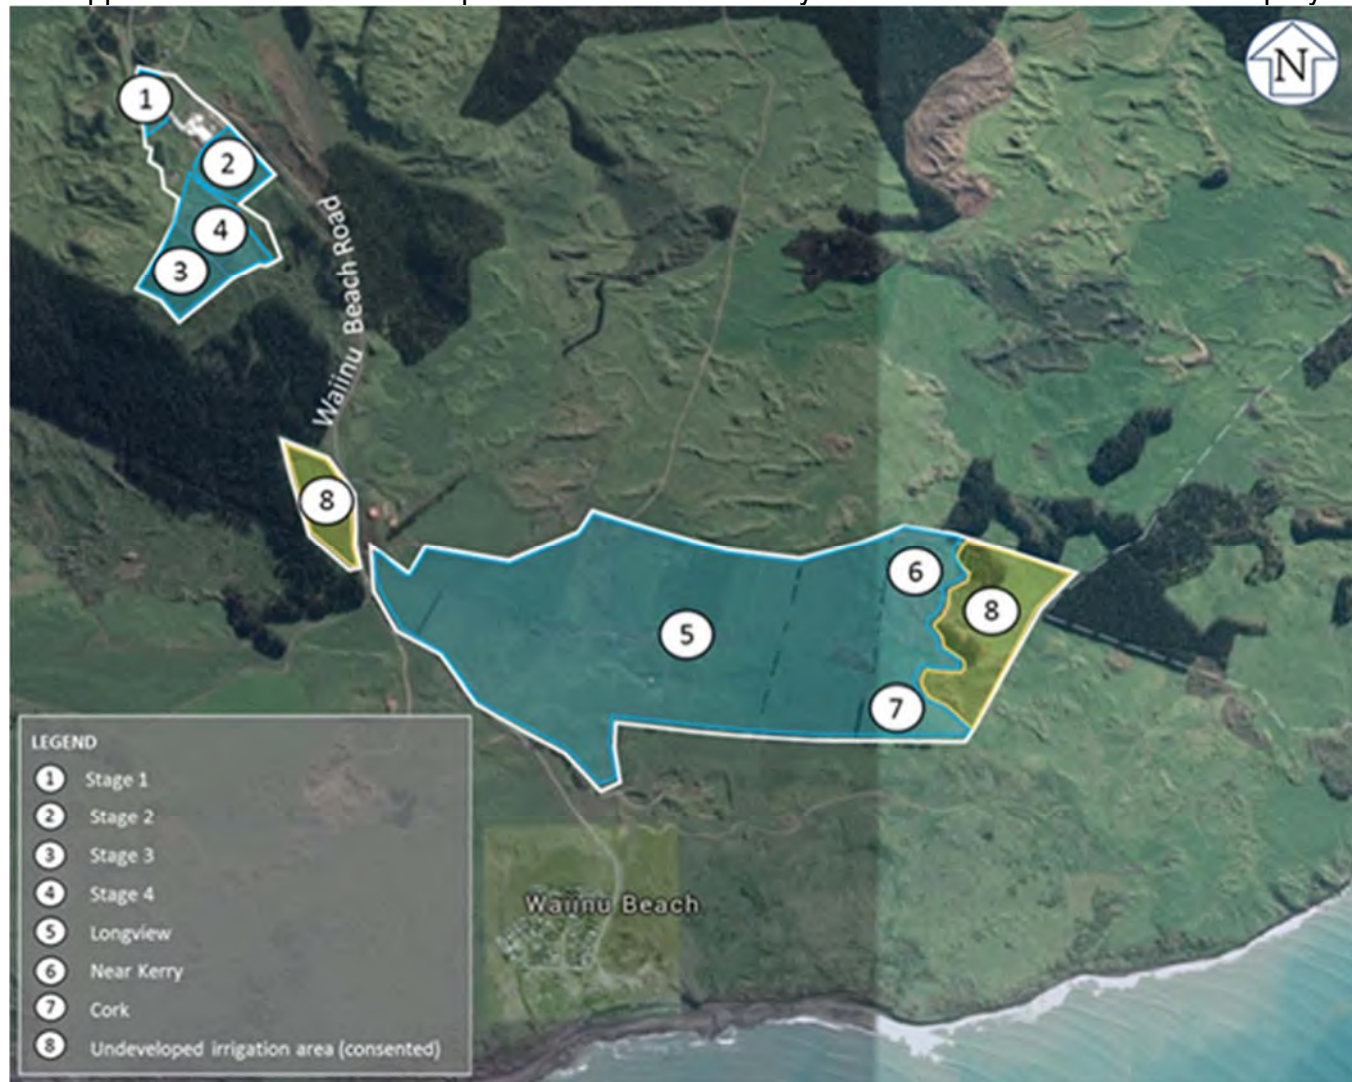 N
1
2
4
3
Waiinu Beach Road
8
6
8
5
7
LEGEND
1 Stage 1
2 Stage 2
3 Stage 3
4 Stage 4
5 Longview
6 Near Kerry
7 Cork
8 Undeveloped irrigation area (consented)
Waiinu Beach